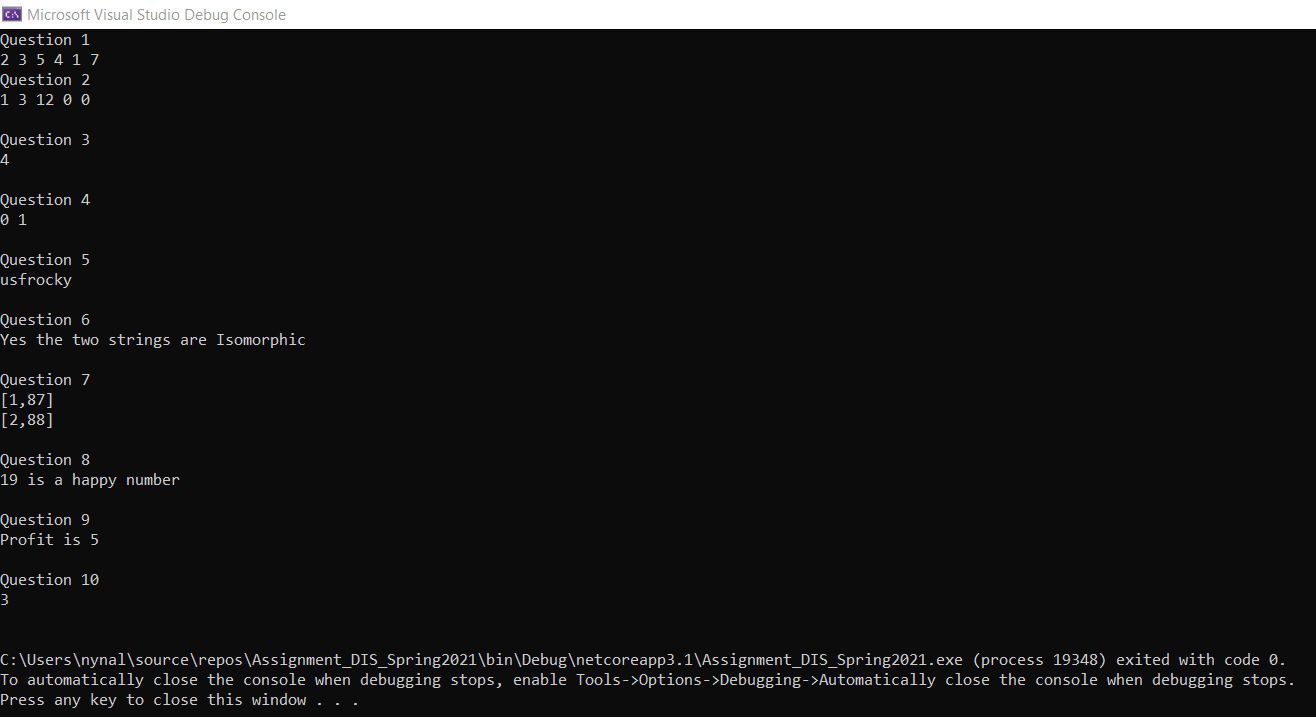 Microsoft Visual Studio Debug Console
Question 1
2 3 5 4 1 7
Question 2
1 3 12 0 0
Question 3
4
Question 4
0 1
Question 5
usfrocky
Question 6
Yes the two strings are Isomorphic
Question 7
[1,87]
[2,88]
Question 8
19 is a happy number
Question 9
Profit is 5
Question 10
3
C:\Users\nynal\source\repos\Assignment_DIS_Spring2021\bin\Debug\netcoreapp3.1\Assignment_DIS_Spring2021.exe (process 19348) exited with code 0.
To automatically close the console when debugging stops, enable Tools->Options->Debugging->Automatically close the console when debugging stops.
Press any key to close this window . . .